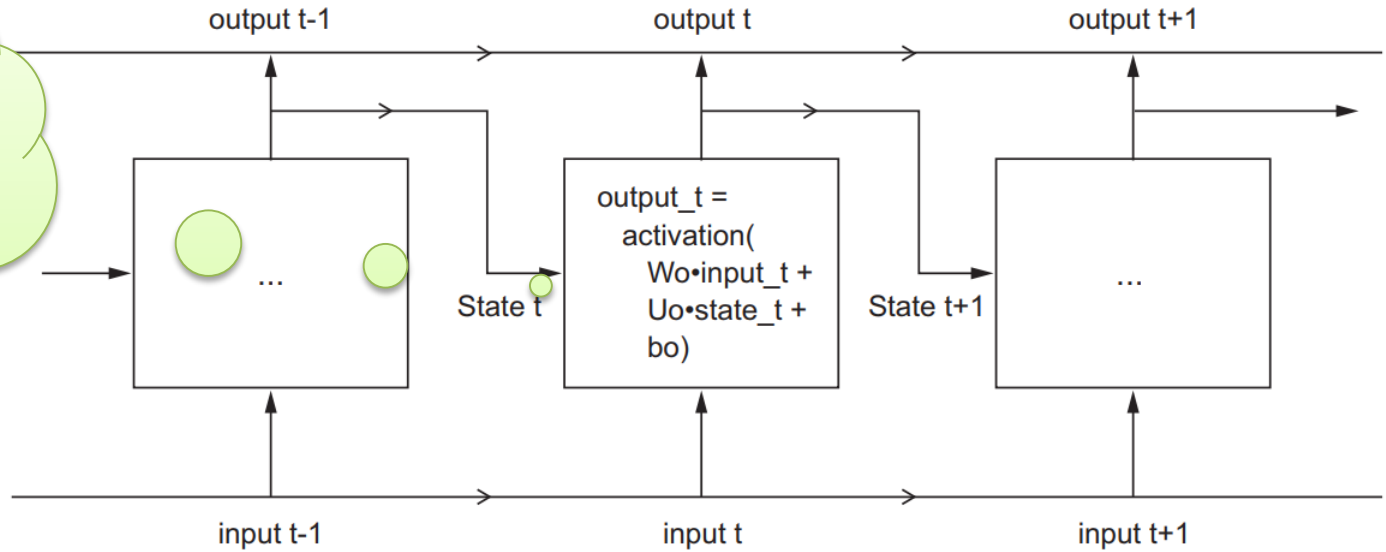 output t-1
output t
output t+1
...
output_t =
activation(
Wo•input_t +
Uo•state_t +
bo)
...
State t
State t+1
input t-1
input t
input t+1